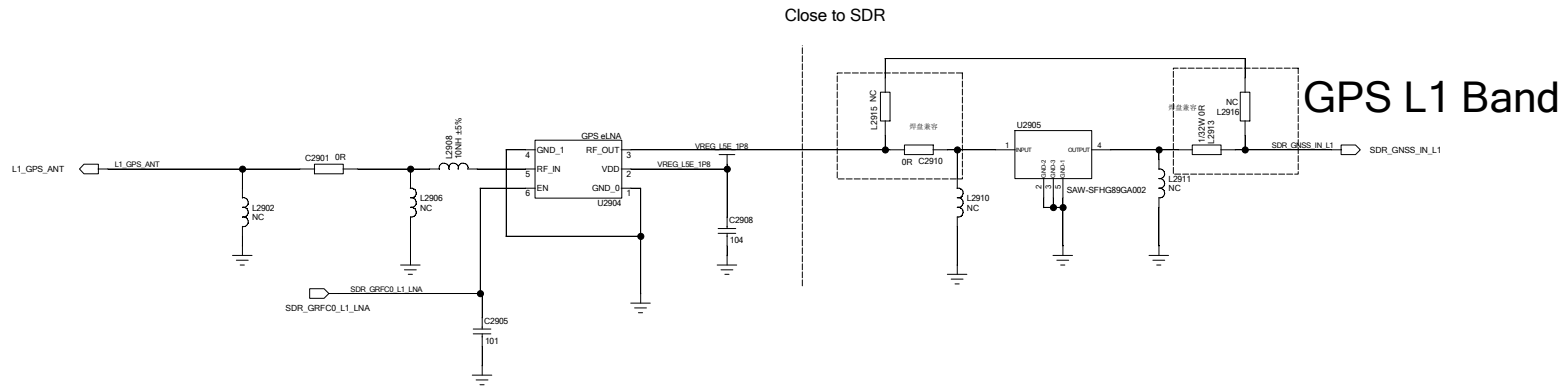 Close to SDR
GPS L1 Band
L1_GPS_ANT
L1_GPS_ANT
C2901 0R
L2902
NC
L2906
NC
L2908
10NH ±5%
GPS eLNA
GND_1
RF_OUT
4
3
RF_IN
VDD
5
2
EN
GND_0
6
1
U2904
VREG_L5E_1P8
VREG_L5E_1P8
C2908
104
SDR_GRFC0_L1_LNA
SDR_GRFC0_L1_LNA
C2905
101
L2915 NC
焊盘兼容
0R C2910
L2910
NC
U2905
1
INPUT
OUTPUT
4
GND-2
GND-3
GND-1
2
3
5
SAW-SFHG89GA002
L2911
NC
焊盘兼容
1/32W 0R
L2913
NC
L2916
SDR_GNSS_IN_L1
SDR_GNSS_IN_L1